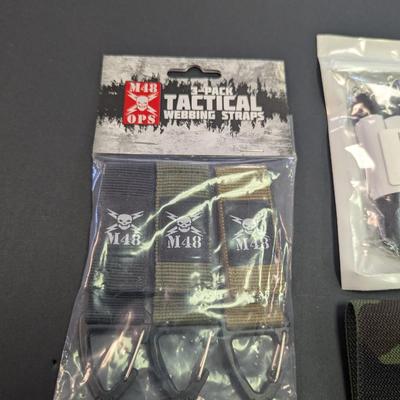 M48
OPS
3-PACK
TACTICAL
WEBBING STRAPS
M48
M48
M48